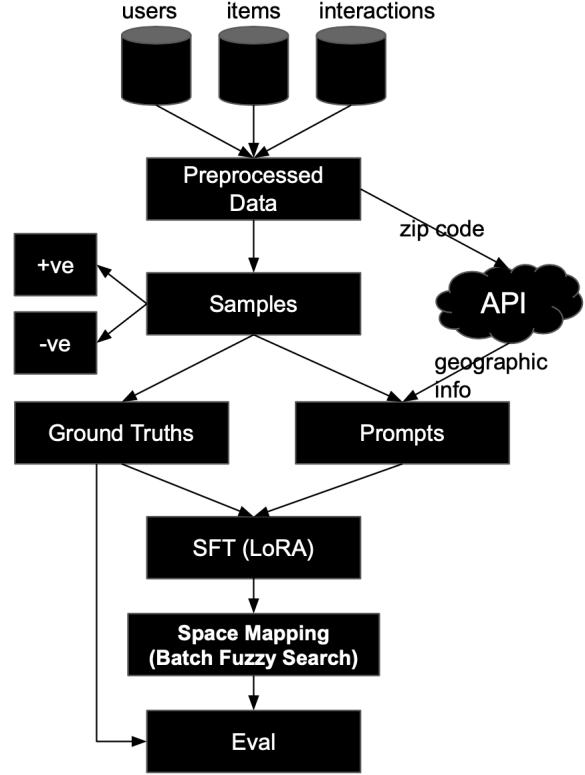 users
items
interactions
Preprocessed
Data
zip code
+ve
-ve
Samples
API
geographic
info
Ground Truths
Prompts
SFT (LoRA)
Space Mapping
(Batch Fuzzy Search)
Eval